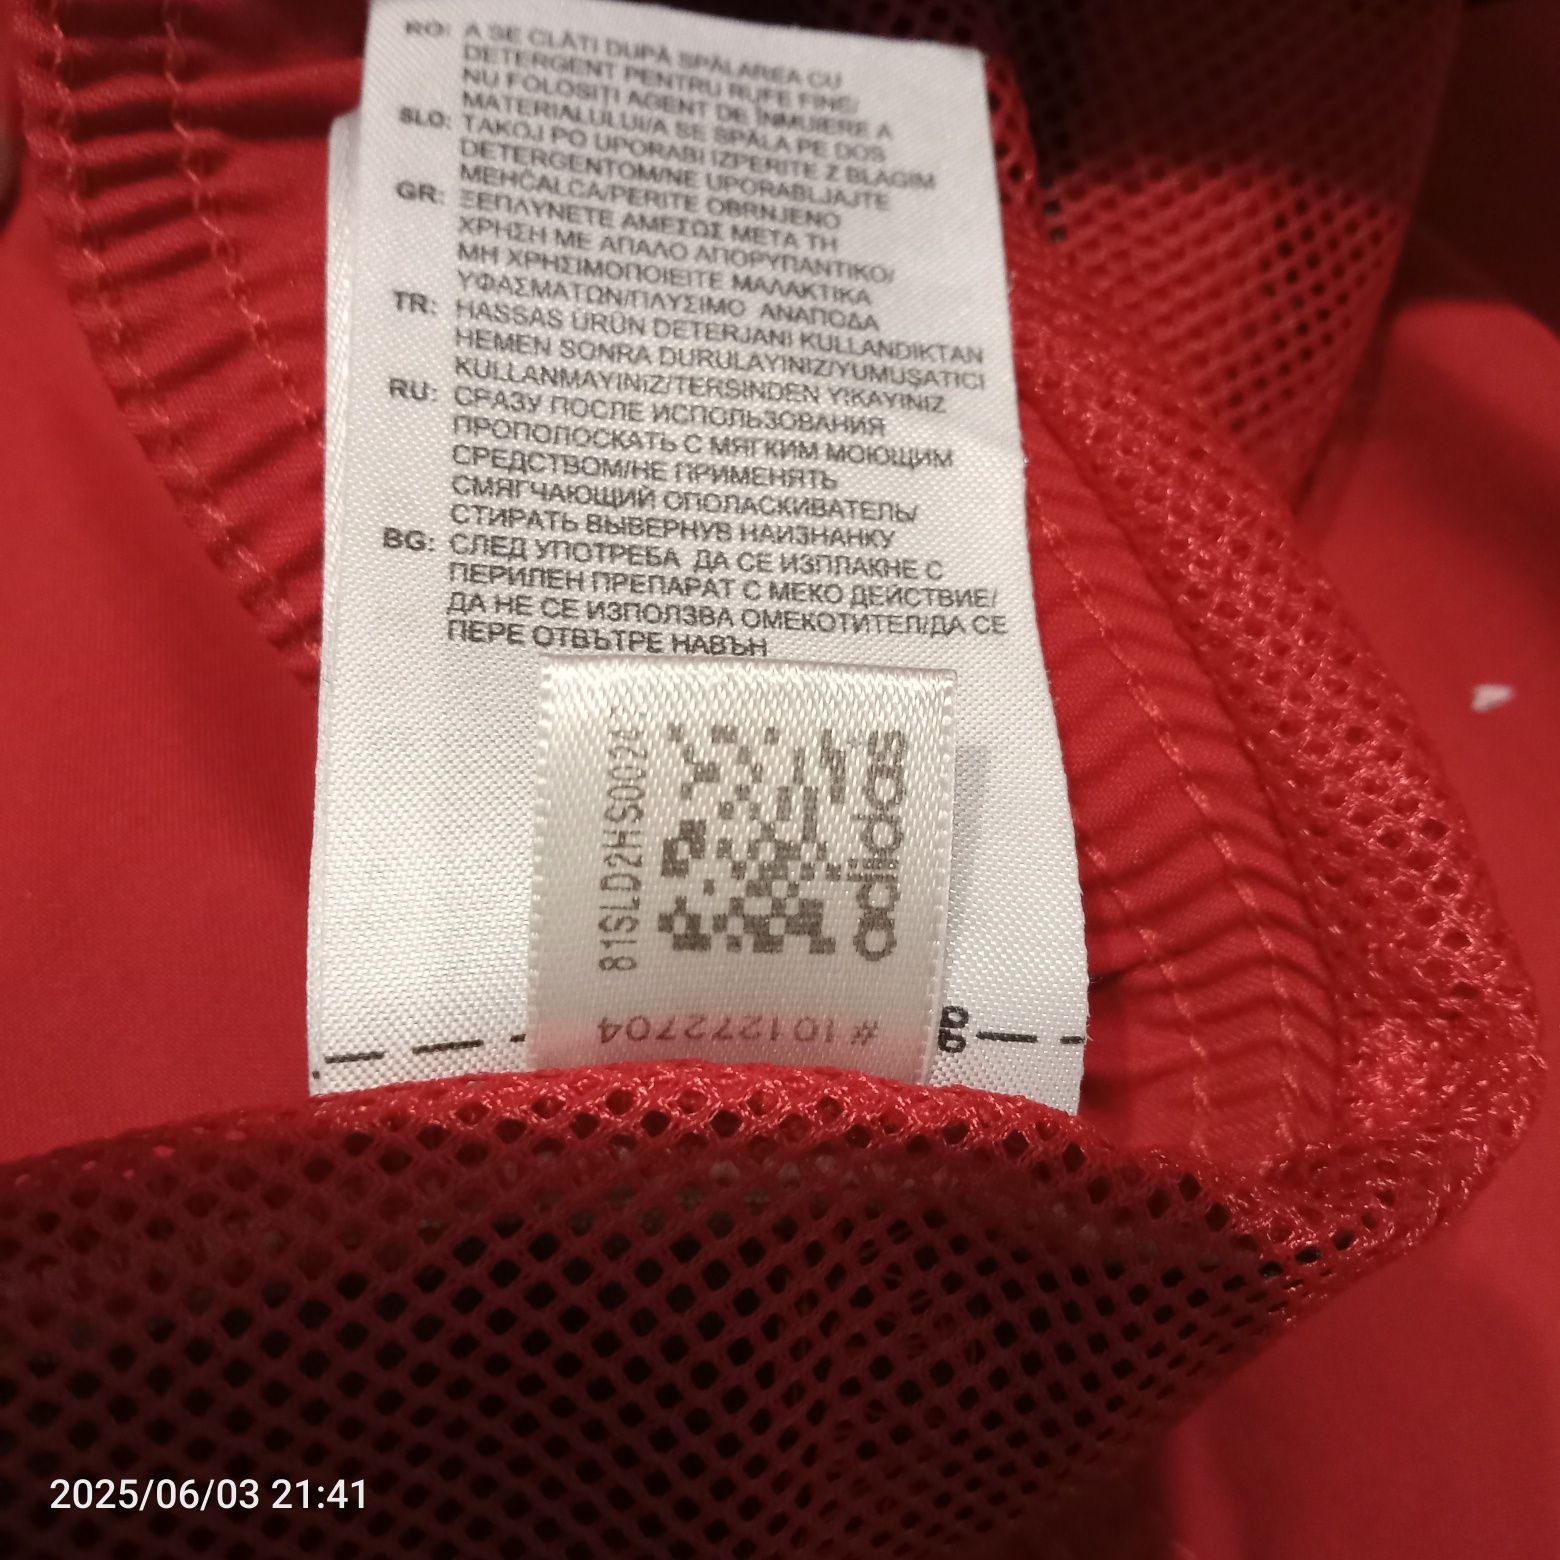 RO: A SE CLĂTI DUPĂ SPĂLAREA CU
DETERGENT PENTRU RUFE FINE/
NU FOLOSIȚI AGENT DE ÎNMUIERE A
MATERIALULUI/A SE SPĂLA PE DOS
SLO: TAKOJ PO UPORABI IZPERITE Z BLAGIM
DETERGENTOM/NE UPORABLJAJTE
MEHČALCA/PERITE OBRNJENO
GR: ΞΕΠΛΥΝΕΤΕ ΑΜΕΣΩΣ ΜΕΤΑ ΤΗ
ΧΡΗΣΗ ΜΕ ΑΠΑΛΟ ΑΠΟΡΥΠΑΝΤΙΚΟ/
ΜΗ ΧΡΗΣΙΜΟΠΟΙΕΙΤΕ ΜΑΛΑΚΤΙΚΑ
ΥΦΑΣΜΑΤΩΝ/ΠΛΥΣΙΜΟ ΑΝΑΠΟΔΑ
TR: HASSAS ÜRÜN DETERJANI KULLANDIKTAN
HEMEN SONRA DURULAYINIZ/YUMUŞATICI
KULLANMAYINIZ/TERSINDEN YIKAYINIZ
RU: СРАЗУ ПОСЛЕ ИСПОЛЬЗОВАНИЯ
ПРОПОЛОСКАТЬ С МЯГКИМ МОЮЩИМ
СРЕДСТВОМ/НЕ ПРИМЕНЯТЬ
СМЯГЧАЮЩИЙ ОПОЛАСКИВАТЕЛЬ/
СТИРАТЬ ВЫВЕРНУВ НАИЗНАНКУ
BG: СЛЕД УПОТРЕБА ДА СЕ ИЗПЛАКНЕ С
ПЕРИЛЕН ПРЕПАРАТ С МЕКО ДЕЙСТВИЕ/
ДА НЕ СЕ ИЗПОЛЗВА ОМЕКОТИТЕЛ/ДА СЕ
ПЕРЕ ОТВЪТРЕ НАВЪН
adidas
#101272704
2025/06/03 21:41